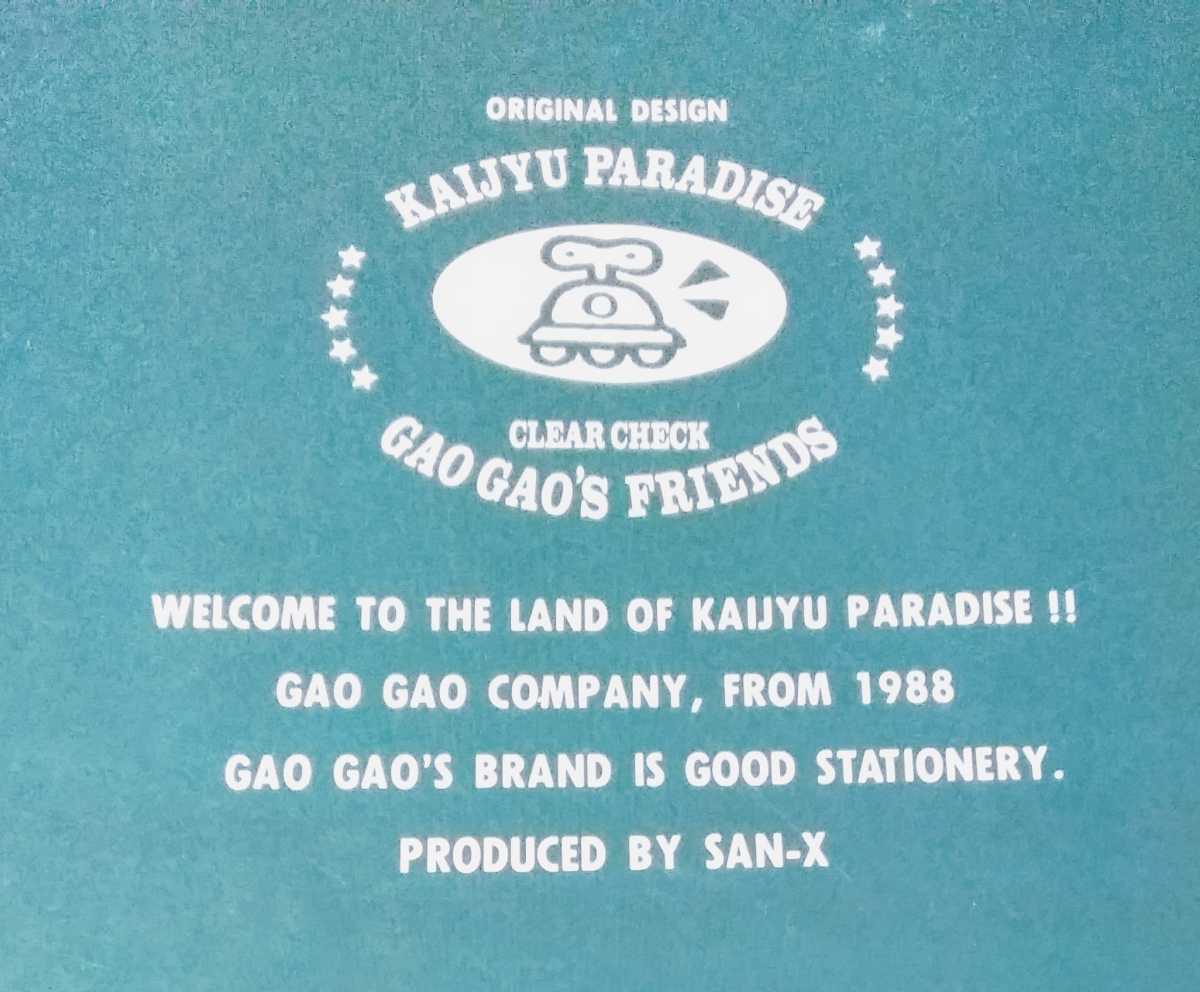 ORIGINAL DESIGN
KAIJYU PARADISE
CLEAR CHECK
GAO GAO'S FRIENDS
WELCOME TO THE LAND OF KAIJYU PARADISE !!
GAO GAO COMPANY, FROM 1988
GAO GAO'S BRAND IS GOOD STATIONERY.
PRODUCED BY SAN-X